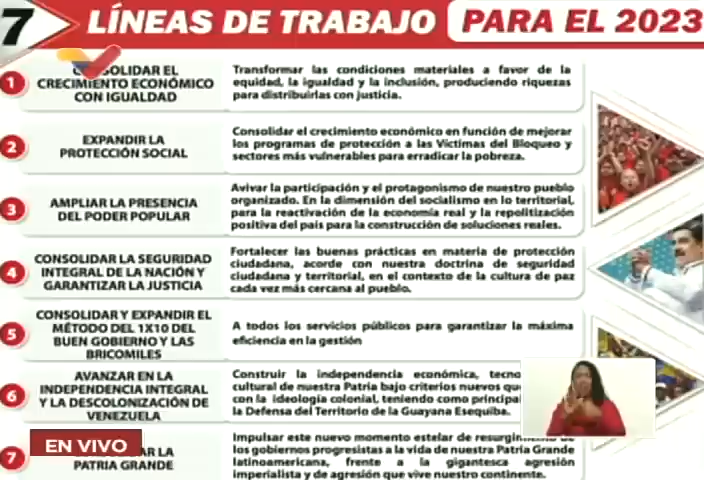 7 LÍNEAS DE TRABAJO PARA EL 2023
1
CONSOLIDAR EL
CRECIMIENTO ECONÓMICO
CON IGUALDAD
Transformar las condiciones materiales a favor de la
equidad, la igualdad y la inclusión, produciendo riquezas
para distribuirlas con justicia.
2
EXPANDIR LA
PROTECCIÓN SOCIAL
Consolidar el crecimiento económico en función de mejorar
los programas de protección a las Víctimas del Bloqueo y
sectores más vulnerables para erradicar la pobreza.
3
AMPLIAR LA PRESENCIA
DEL PODER POPULAR
Avivar la participación y el protagonismo de nuestro pueblo
organizado. En la dimensión del socialismo en lo territorial,
para la reactivación de la economía real y la repolitización
positiva del país para la construcción de soluciones reales.
4
CONSOLIDAR LA SEGURIDAD
INTEGRAL DE LA NACIÓN Y
GARANTIZAR LA JUSTICIA
Fortalecer las buenas prácticas en materia de protección
ciudadana, acorde con nuestra doctrina de seguridad
ciudadana y territorial, en el contexto de la cultura de paz
cada vez más cercana al pueblo.
5
CONSOLIDAR Y EXPANDIR EL
MÉTODO DEL 1X10 DEL
BUEN GOBIERNO Y LAS
BRICOMILES
A todos los servicios públicos para garantizar la máxima
eficiencia en la gestión
6
AVANZAR EN LA
INDEPENDENCIA INTEGRAL
Y LA DESCOLONIZACIÓN DE
VENEZUELA
Construir la independencia económica, tecno
cultural de nuestra Patria bajo criterios nuevos que
con la ideología colonial, teniendo como principal
la Defensa del Territorio de la Guayana Esequiba.
7
EN VIVO
AR LA
PATRIA GRANDE
Impulsar este nuevo momento estelar de
los gobiernos progresistas a la vida de nuestra Patria Grande
latinoamericana, frente a la gigantesca agresión
imperialista y de agresión que vive nuestro continente.